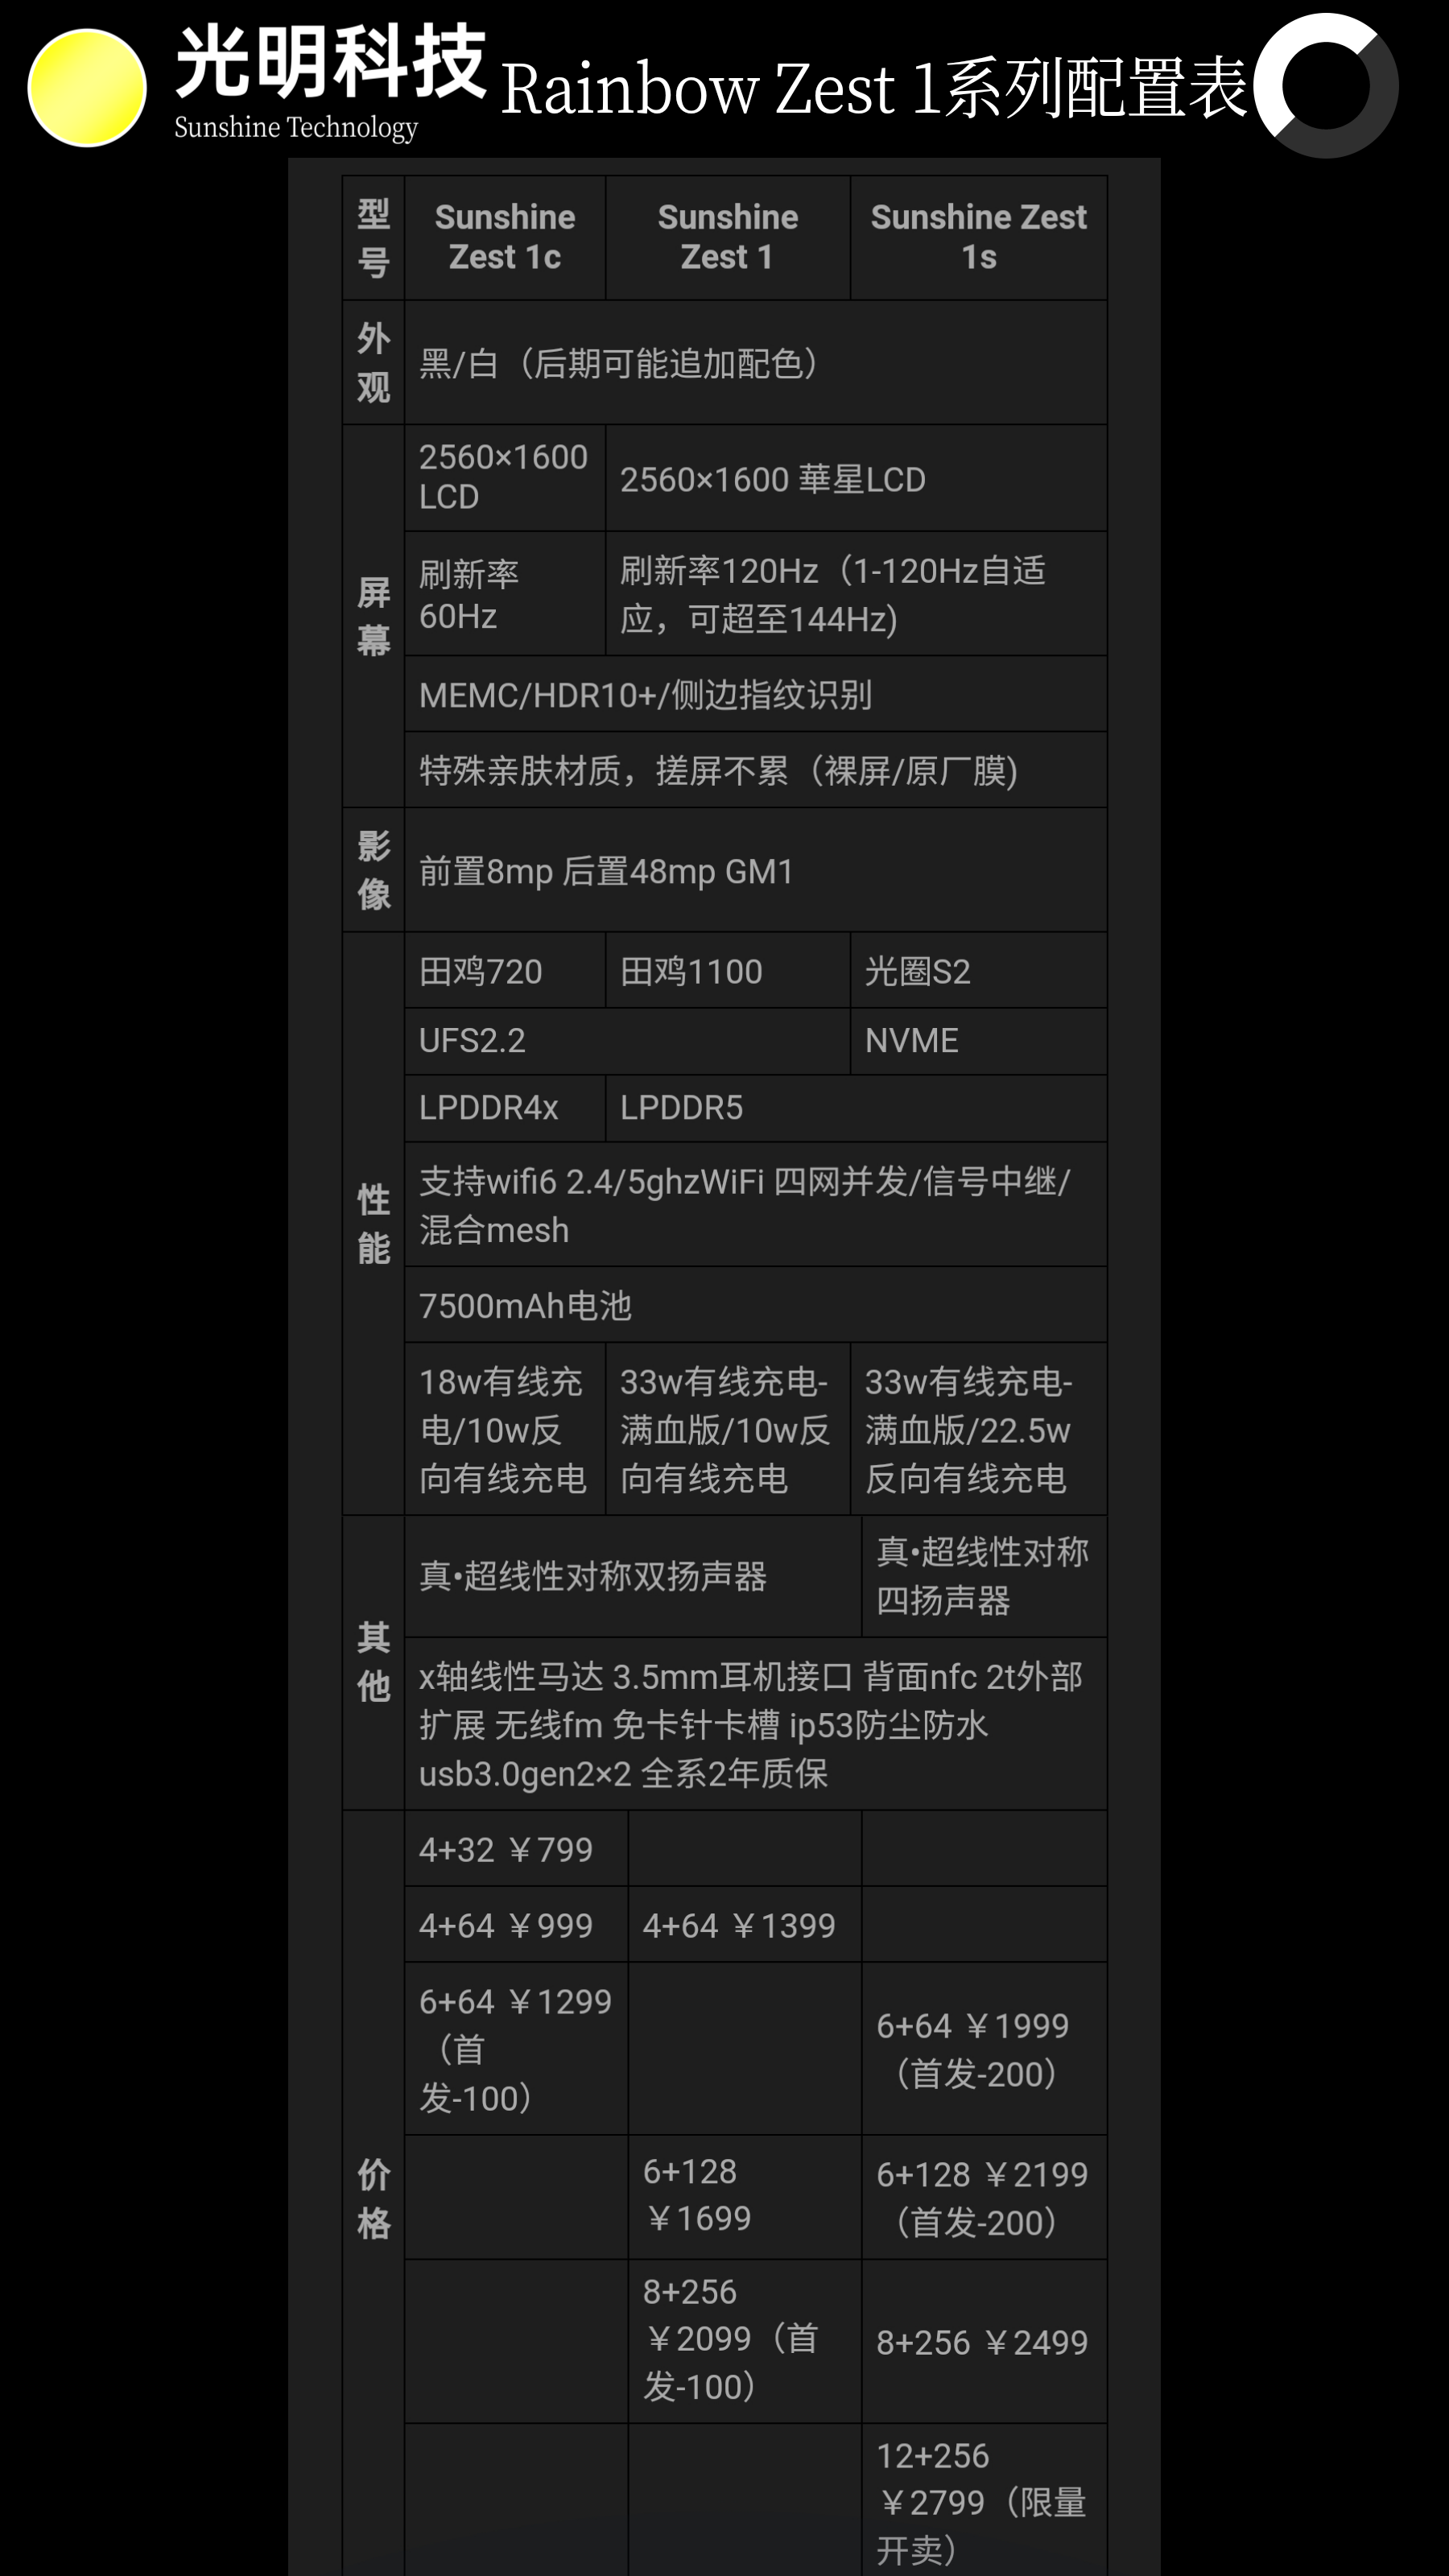 光明科技
Sunshine Technology
Rainbow Zest 1系列配置表
型号
Sunshine
Zest 1c
Sunshine
Zest 1
Sunshine Zest
1s
外观
黑/白（后期可能追加配色）
屏幕
2560×1600
LCD
2560×1600 華星LCD
刷新率
60Hz
刷新率120Hz（1-120Hz自适
应，可超至144Hz)
MEMC/HDR10+/侧边指纹识别
特殊亲肤材质，搓屏不累（裸屏/原厂膜)
影像
前置8mp 后置48mp GM1
性能
田鸡720
田鸡1100
光圈S2
UFS2.2
NVME
LPDDR4x
LPDDR5
支持wifi6 2.4/5ghzWiFi 四网并发/信号中继/
混合mesh
7500mAh电池
18w有线充
电/10w反
向有线充电
33w有线充电-
满血版/10w反
向有线充电
33w有线充电-
满血版/22.5w
反向有线充电
其他
真•超线性对称双扬声器
真•超线性对称
四扬声器
x轴线性马达 3.5mm耳机接口 背面nfc 2t外部
扩展 无线fm 免卡针卡槽 ip53防尘防水
usb3.0gen2×2 全系2年质保
价格
4+32 ￥799
4+64 ￥999
4+64 ￥1399
6+64 ￥1299
（首
发-100）
6+64 ￥1999
（首发-200）
6+128
￥1699
6+128 ￥2199
（首发-200）
8+256
￥2099（首
发-100）
8+256 ￥2499
12+256
￥2799（限量
开卖）